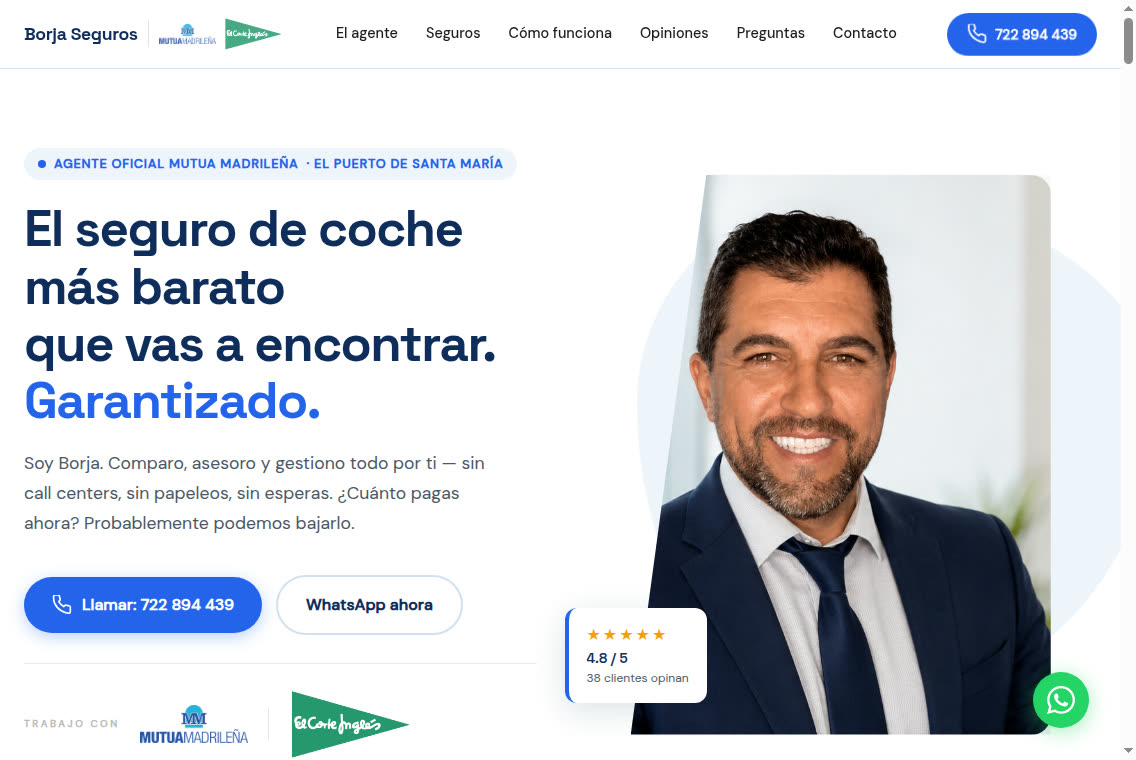 Borja Seguros
MM
MUTUAMADRILEÑA
El Corte Inglés
El agente
Seguros
Cómo funciona
Opiniones
Preguntas
Contacto
722 894 439
AGENTE OFICIAL MUTUA MADRILEÑA · EL PUERTO DE SANTA MARÍA
El seguro de coche
más barato
que vas a encontrar.
Garantizado.
Soy Borja. Comparo, asesoro y gestiono todo por ti — sin
call centers, sin papeleos, sin esperas. ¿Cuánto pagas
ahora? Probablemente podemos bajarlo.
Llamar: 722 894 439
WhatsApp ahora
★★★★★
4.8 / 5
38 clientes opinan
TRABAJO CON
MM
MUTUAMADRILEÑA
El Corte Inglés